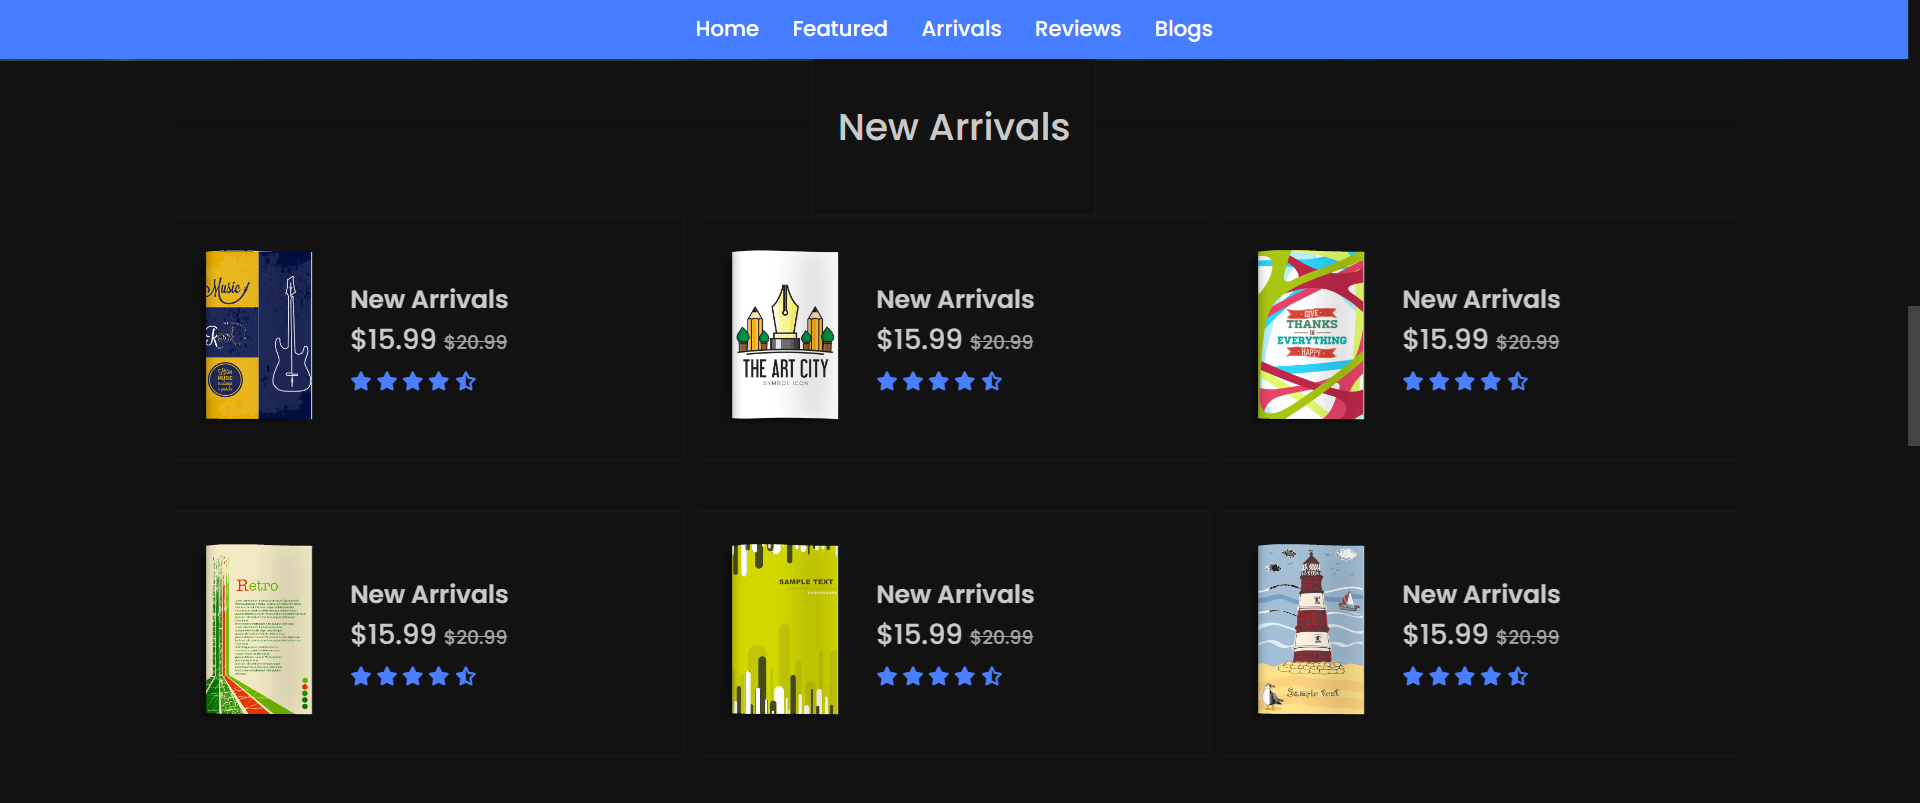 Home Featured Arrivals Reviews Blogs
New Arrivals
Music
New Arrivals
$15.99 $20.99
THE ART CITY
SYMBOL ICON
New Arrivals
$15.99 $20.99
GIVE
THANKS
IN
EVERYTHING
HAPPY
New Arrivals
$15.99 $20.99
Retro
New Arrivals
$15.99 $20.99
SAMPLE TEXT
New Arrivals
$15.99 $20.99
Sample text
New Arrivals
$15.99 $20.99